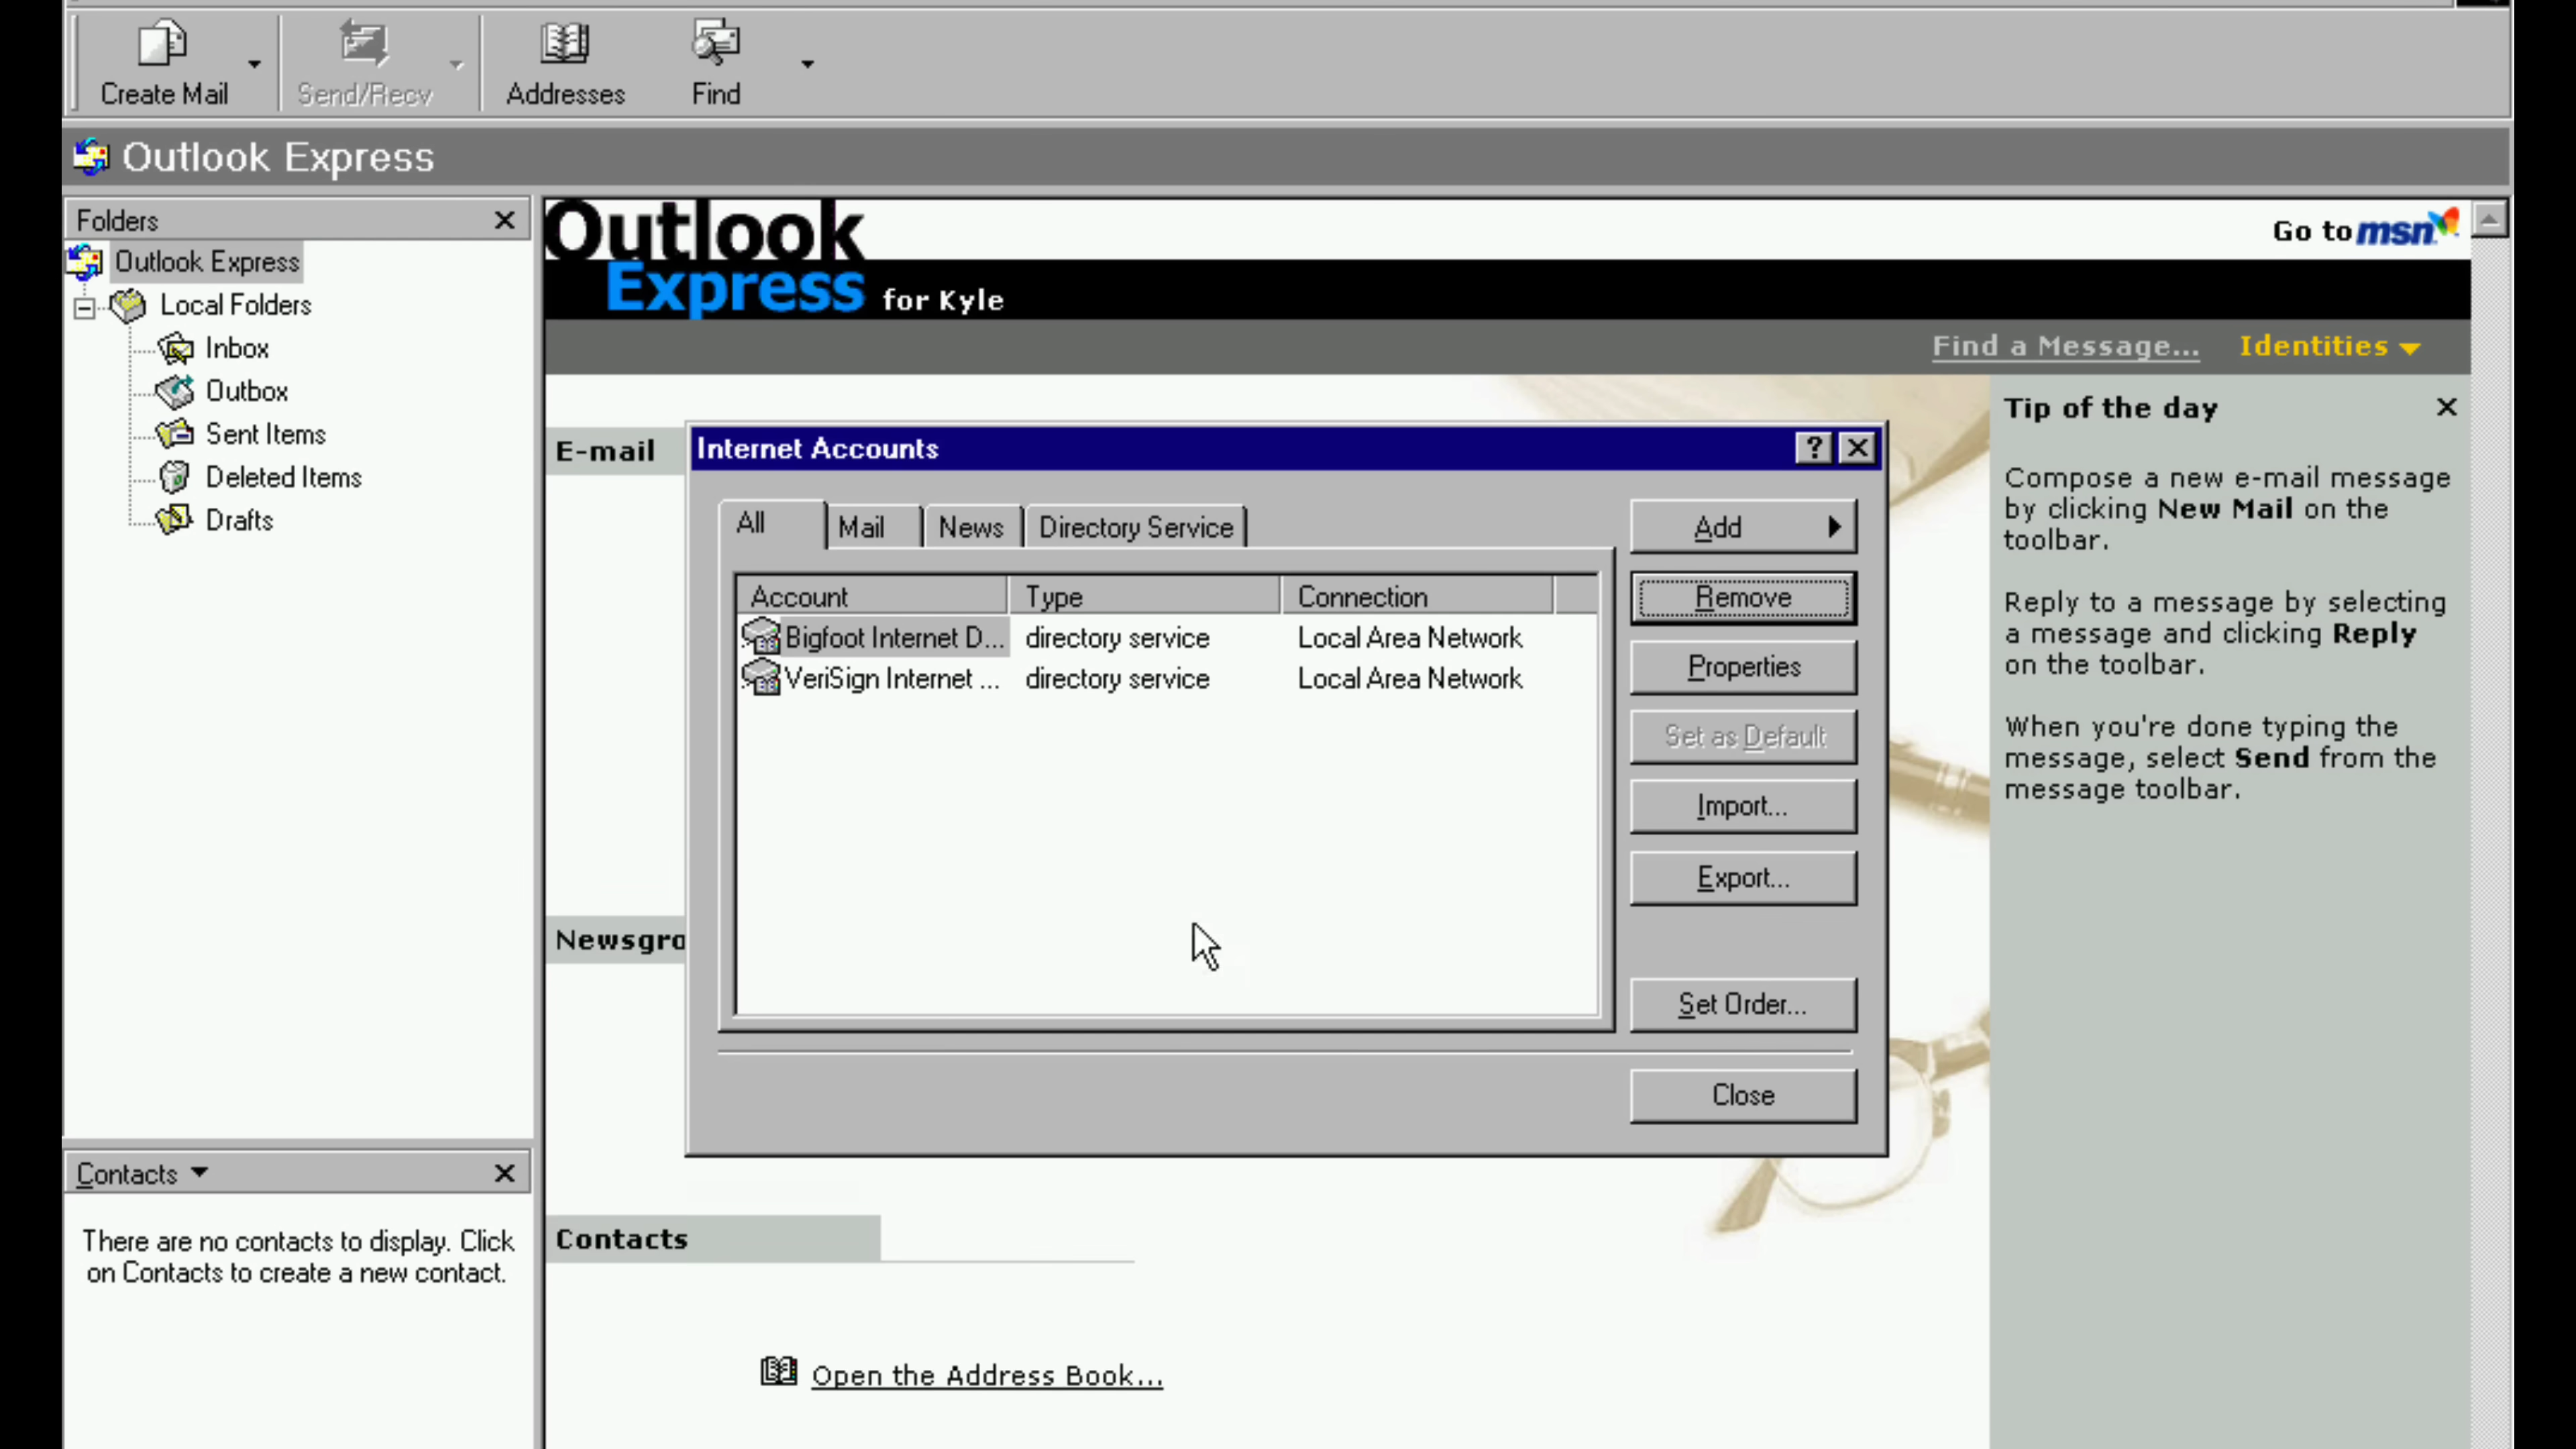 Create Mail
Send/Recv
Addresses
Find
Outlook Express
Folders
Outlook Express
Local Folders
Inbox
Outbox
Sent Items
Deleted Items
Drafts
Contacts
There are no contacts to display. Click
on Contacts to create a new contact.
Outlook
Express for Kyle
Go to msn
Find a Message... Identities
E-mail
Newsgro
Contacts
Open the Address Book...
Internet Accounts
?
All Mail News Directory Service
Account Type Connection
Bigfoot Internet D... directory service Local Area Network
VeriSign Internet ... directory service Local Area Network
Add
Remove
Properties
Set as Default
Import...
Export...
Set Order...
Close
Tip of the day
Compose a new e-mail message
by clicking New Mail on the
toolbar.
Reply to a message by selecting
a message and clicking Reply
on the toolbar.
When you're done typing the
message, select Send from the
message toolbar.